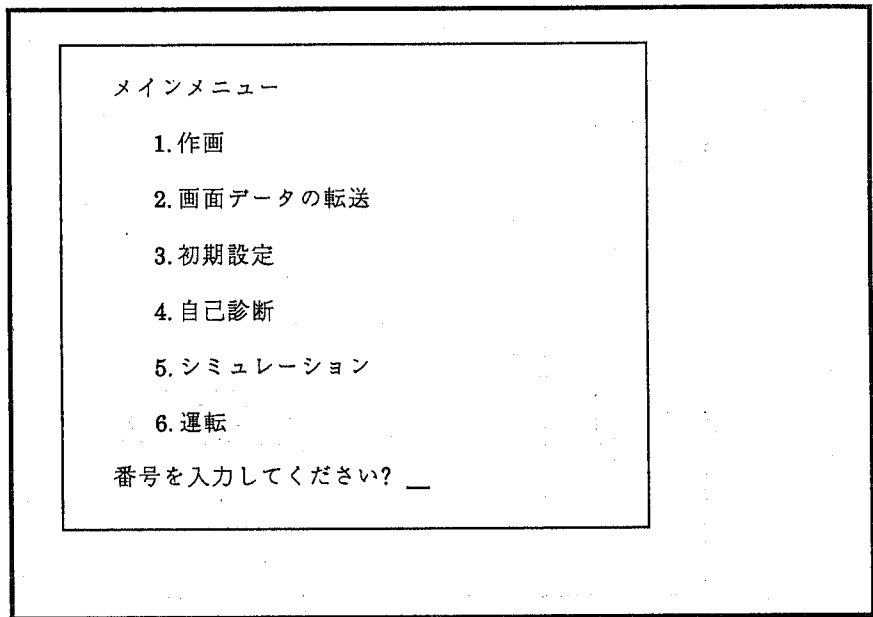 メインメニュー
1.作画
2.画面データの転送
3.初期設定
4.自己診断
5.シミュレーション
6.運転
番号を入力してください?